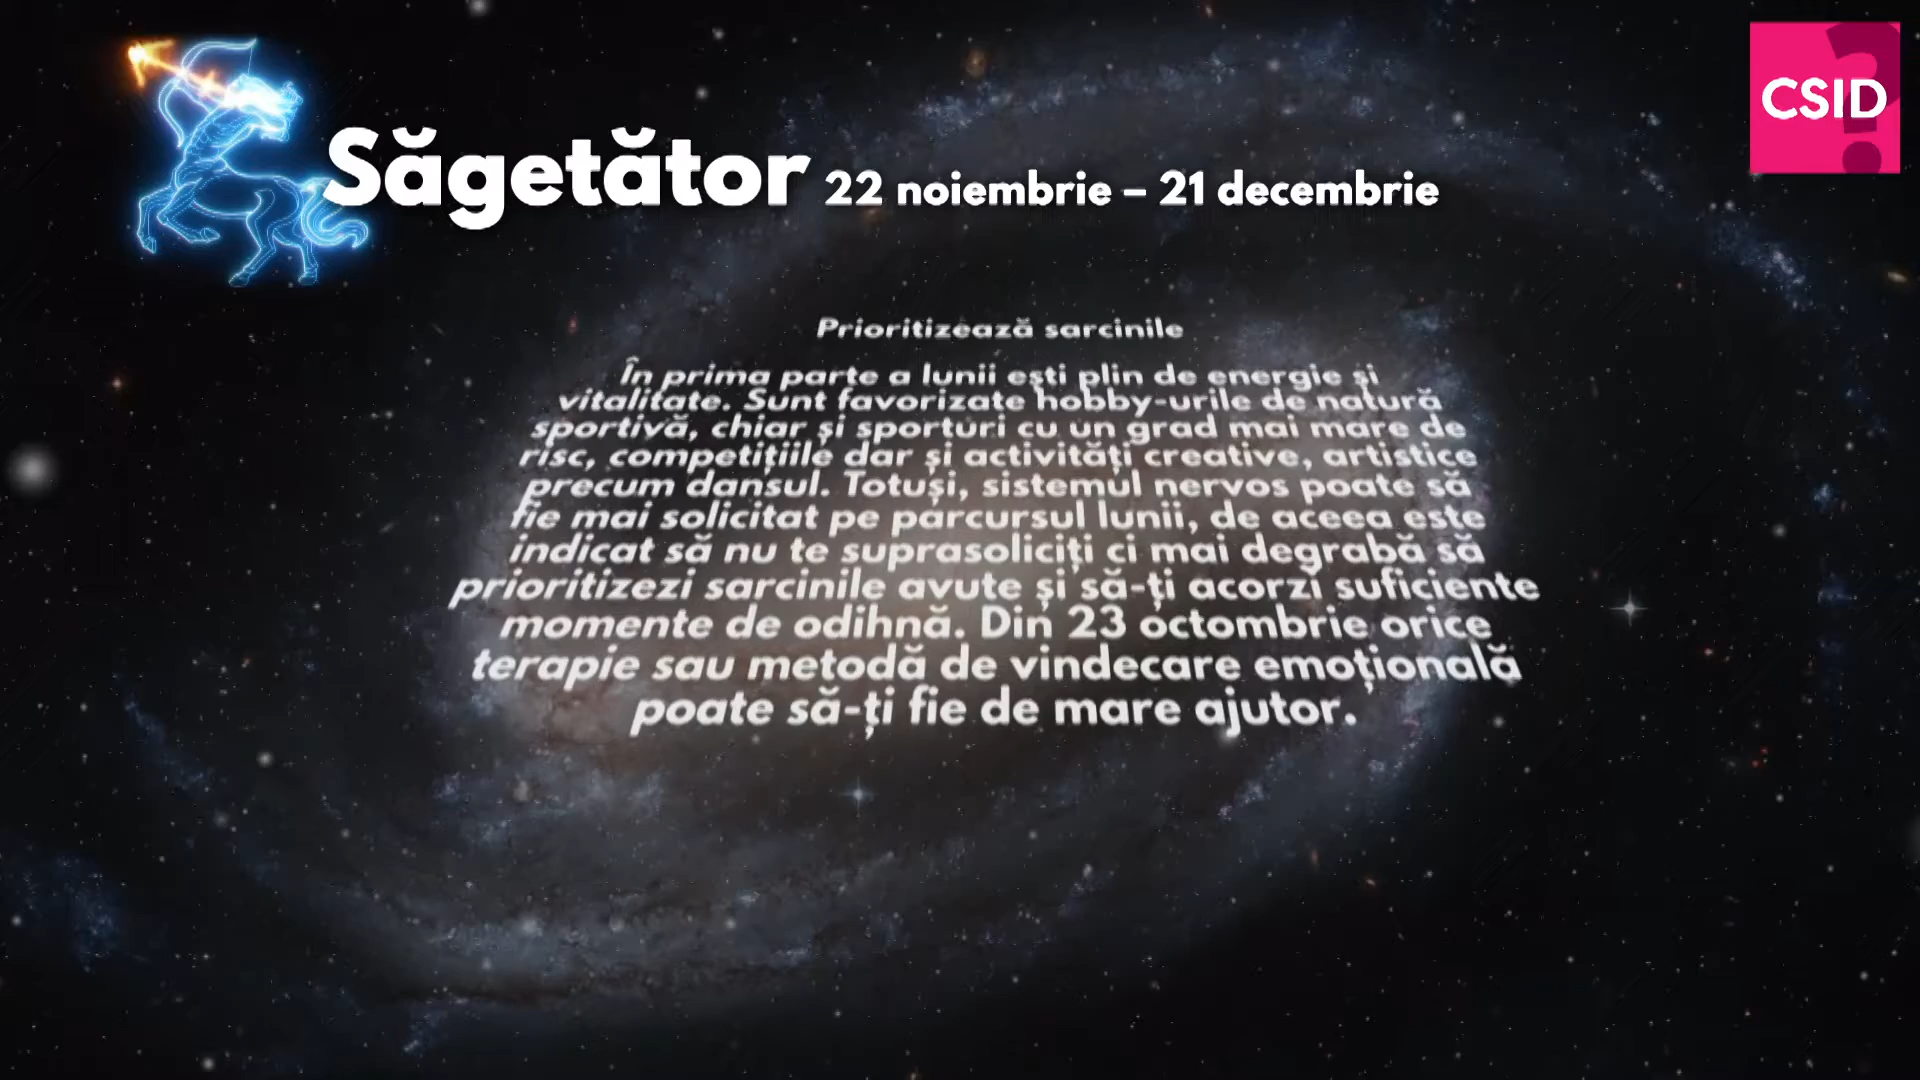 CSID
Săgetător 22 noiembrie – 21 decembrie
Prioritizează sarcinile
În prima parte a lunii ești plin de energie și
vitalitate. Sunt favorizate hobby-urile de natură
sportivă, chiar și sporturi cu un grad mai mare de
risc, competițiile dar și activități creative, artistice
precum dansul. Totuși, sistemul nervos poate să
fie mai solicitat pe parcursul lunii, de aceea este
indicat să nu te suprasoliciți ci mai degrabă să
prioritizezi sarcinile avute și să-ți acorzi suficiente
momente de odihnă. Din 23 octombrie orice
terapie sau metodă de vindecare emoțională
poate să-ți fie de mare ajutor.